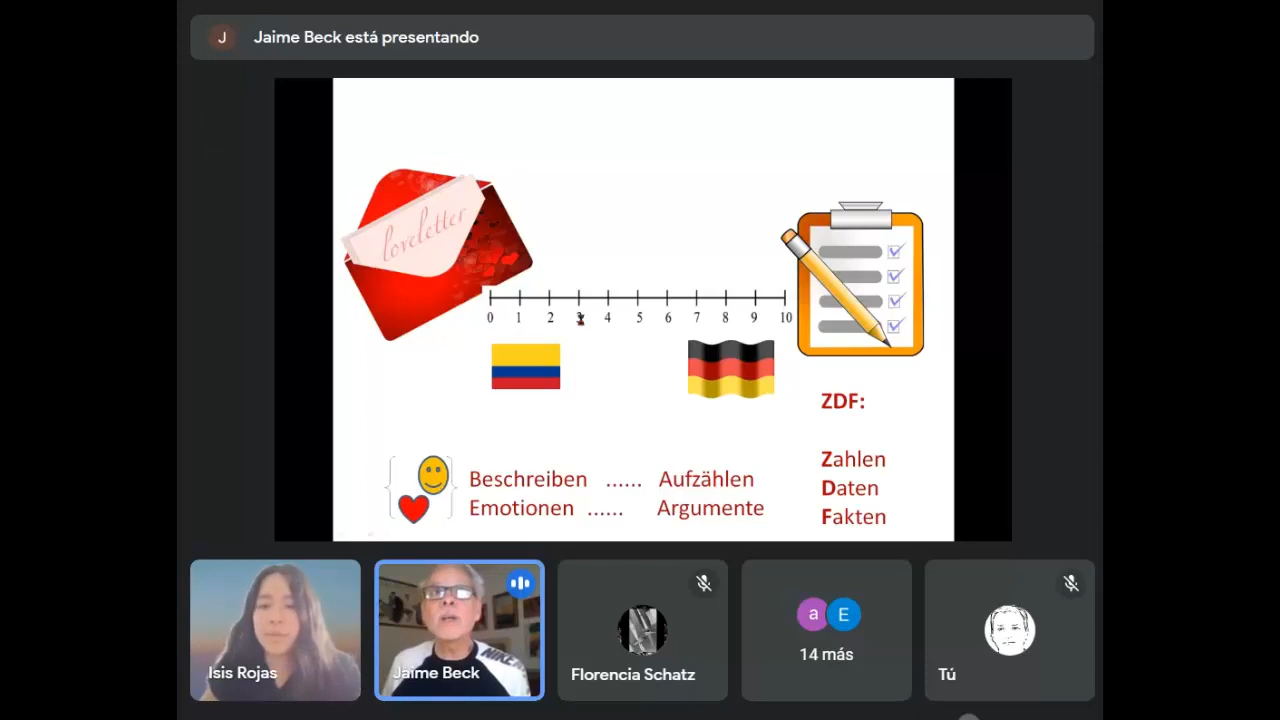 J
Jaime Beck está presentando
loveletter
0 1 2 3 4 5 6 7 8 9 10
ZDF:
Zahlen
Daten
Fakten
Beschreiben ...... Aufzählen
Emotionen ...... Argumente
Isis Rojas
NIKE
Jaime Beck
Florencia Schatz
a E
14 más
Tú